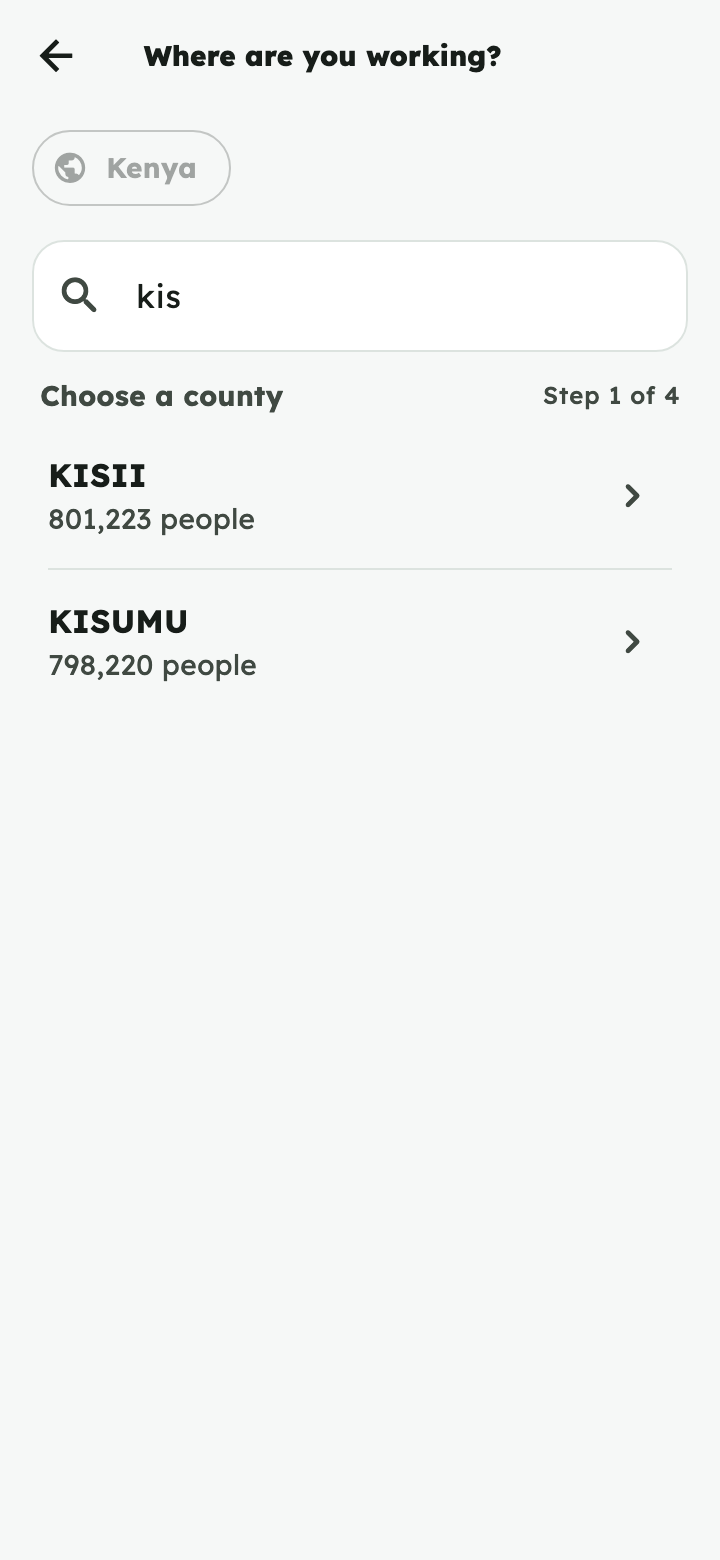 Where are you working?
Kenya
kis
Choose a county
Step 1 of 4
KISII
801,223 people
KISUMU
798,220 people